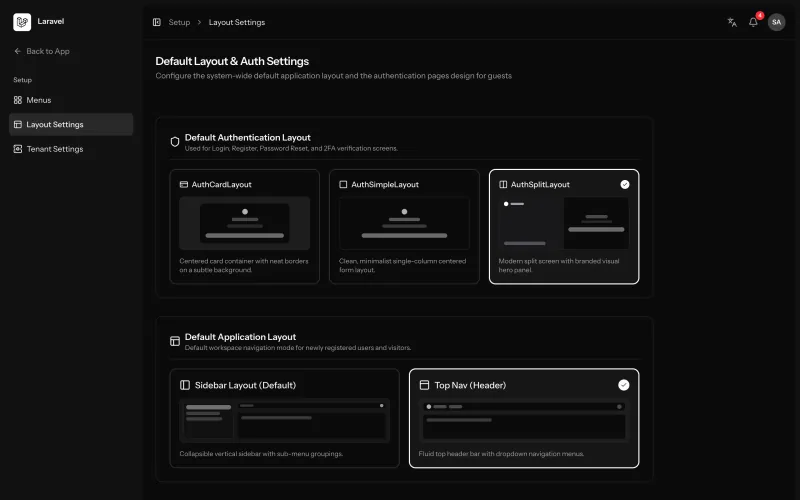 Laravel
Setup > Layout Settings
4
SA
Back to App
Setup
Menus
Layout Settings
Tenant Settings
Default Layout & Auth Settings
Configure the system-wide default application layout and the authentication pages design for guests
Default Authentication Layout
Used for Login, Register, Password Reset, and 2FA verification screens.
AuthCardLayout
Centered card container with neat borders
on a subtle background.
AuthSimpleLayout
Clean, minimalist single-column centered
form layout.
AuthSplitLayout
Modern split screen with branded visual
hero panel.
Default Application Layout
Default workspace navigation mode for newly registered users and visitors.
Sidebar Layout (Default)
Collapsible vertical sidebar with sub-menu groupings.
Top Nav (Header)
Fluid top header bar with dropdown navigation menus.